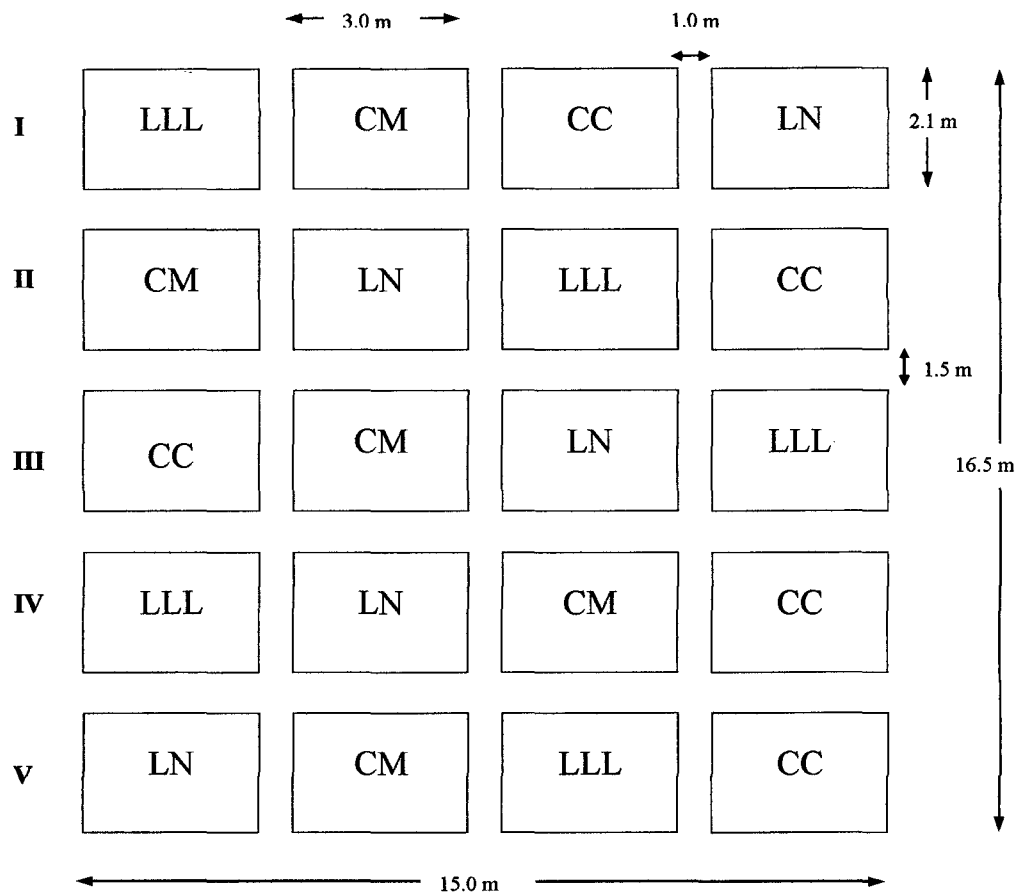 3.0 m 1.0 m
I LLL CM CC LN 2.1 m
II CM LN LLL CC
1.5 m
III CC CM LN LLL
16.5 m
IV LLL LN CM CC
V LN CM LLL CC
15.0 m